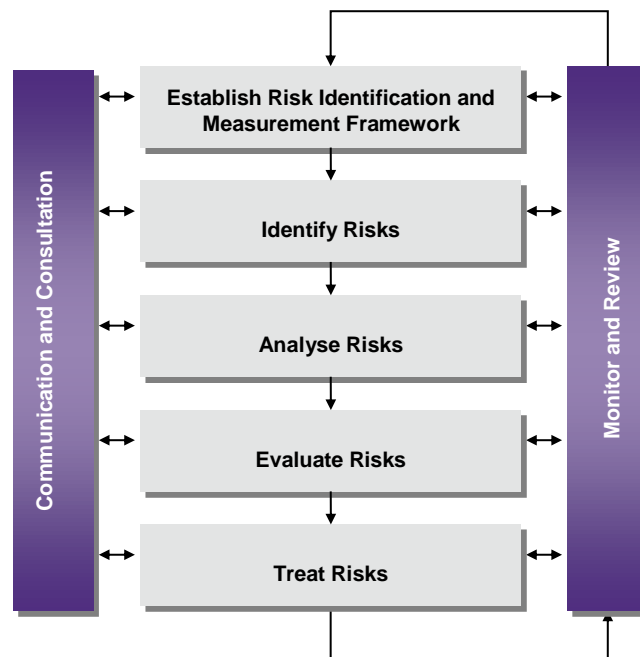 Establish Risk Identification and
Measurement Framework
Identify Risks
Analyse Risks
Evaluate Risks
Treat Risks
Communication and Consultation
Monitor and Review